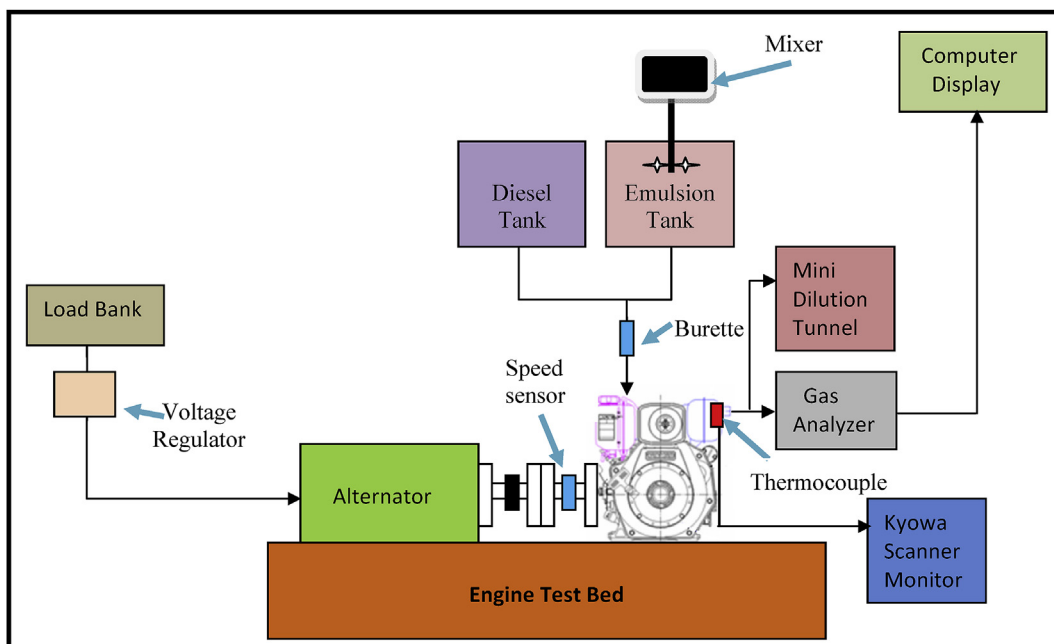 Mixer
Computer
Display
Diesel
Tank
Emulsion
Tank
Mini
Dilution
Tunnel
Load Bank
Burette
Speed
sensor
Voltage
Regulator
Gas
Analyzer
Thermocouple
Alternator
Kyowa
Scanner
Monitor
Engine Test Bed